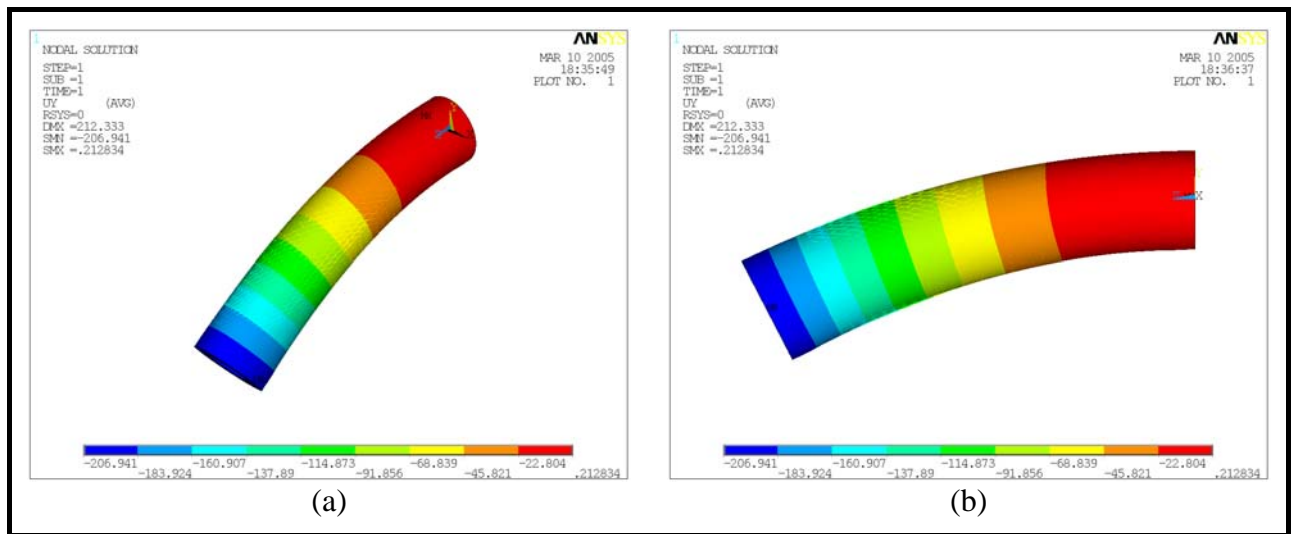 1
NODAL SOLUTION
STEP=1
SUB =1
TIME=1
UY (AVG)
RSYS=0
DMX =212.333
SMN =-206.941
SMX =.212834
ANSYS
MAR 10 2005
18:35:49
PLOT NO. 1
MX
-206.941 -160.907 -114.873 -68.839 -22.804
-183.924 -137.89 -91.856 -45.821 .212834
(a)
1
NODAL SOLUTION
STEP=1
SUB =1
TIME=1
UY (AVG)
RSYS=0
DMX =212.333
SMN =-206.941
SMX =.212834
ANSYS
MAR 10 2005
18:36:37
PLOT NO. 1
X
-206.941 -160.907 -114.873 -68.839 -22.804
-183.924 -137.89 -91.856 -45.821 .212834
(b)